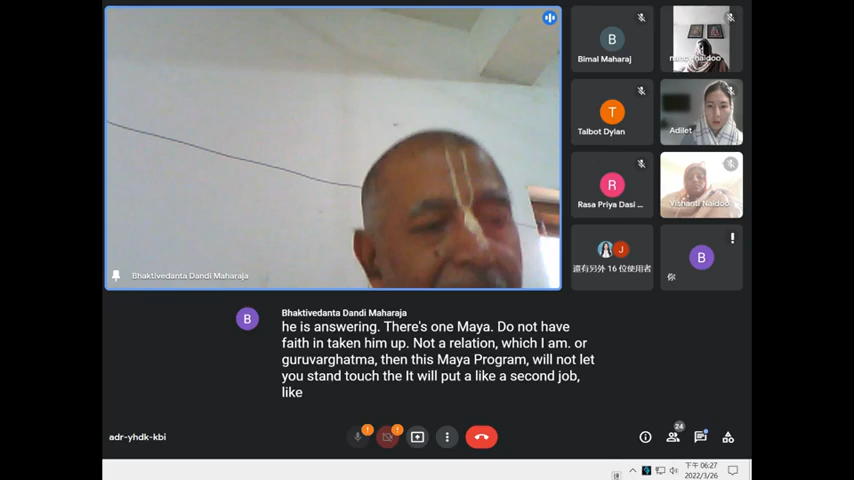 Bimal Maharaj
Talbot Dylan
Adilet
Rasa Priya Dasi ...
Vishanti Naidoo
還有另外 16 位使用者
你
Bhaktivedanta Dandi Maharaja
Bhaktivedanta Dandi Maharaja
he is answering. There's one Maya. Do not have
faith in taken him up. Not a relation, which I am. or
guruvarghatma, then this Maya Program, will not let
you stand touch the It will put a like a second job,
like
adr-yhdk-kbi
24
下午 06:27
2022/3/26
B
T
R
J
B
B